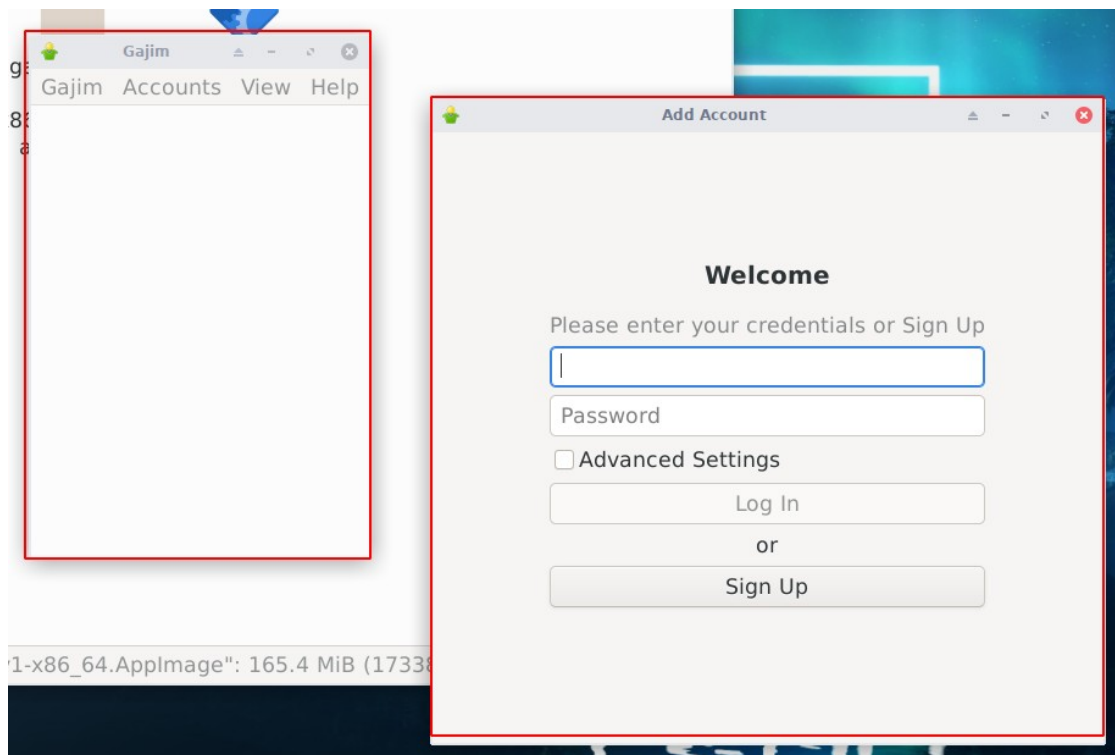 Gajim
Gajim Accounts View Help
Add Account
Welcome
Please enter your credentials or Sign Up
Password
Advanced Settings
Log In
or
Sign Up
1-x86_64.AppImage": 165.4 MiB (17338